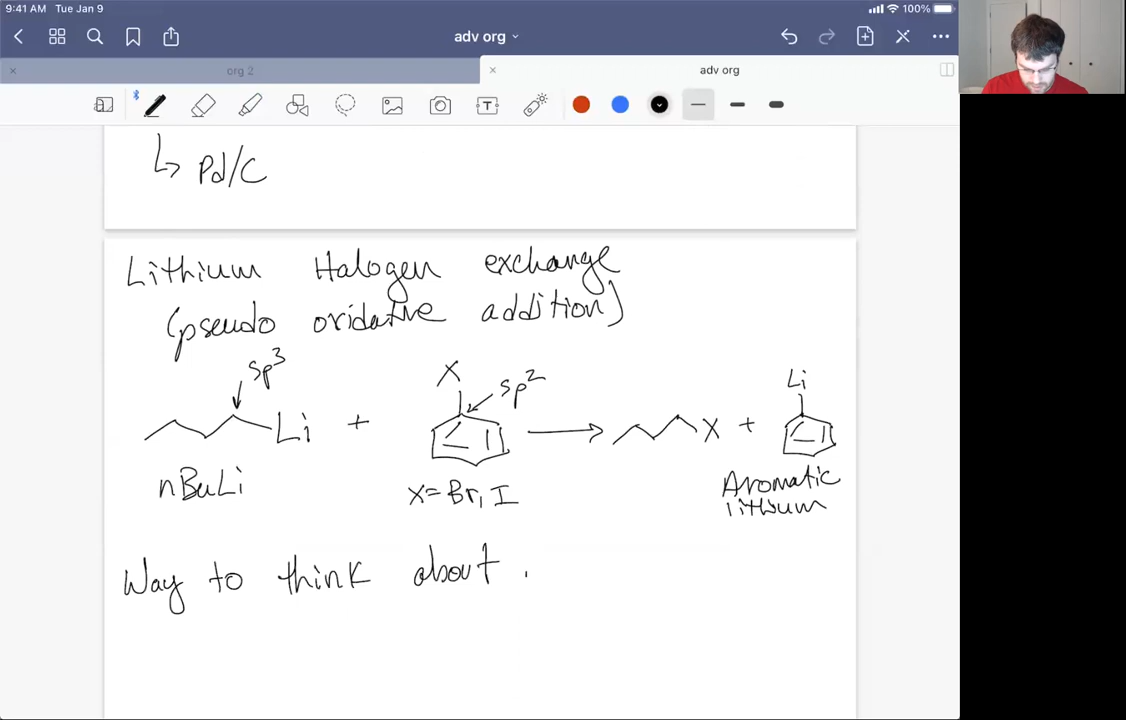 9:41 AM Tue Jan 9
100%
adv org
org 2
adv org
T
↳ Pd/C
Lithium Halogen exchange
(pseudo oxidative addition)
sp3
X
sp2
Li
Li
+
X
+
nBuLi
X=Br, I
Aromatic
lithium
Way to think about